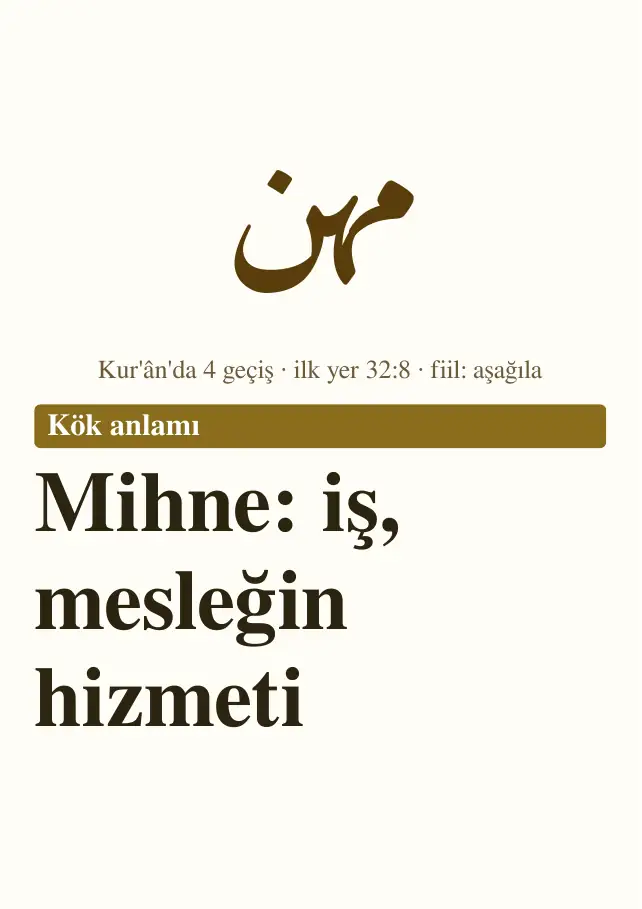 مهن
Kur'ân'da 4 geçiş · ilk yer 32:8 · fiil: aşağıla
Kök anlamı
Mihne: iş,
mesleğin
hizmeti